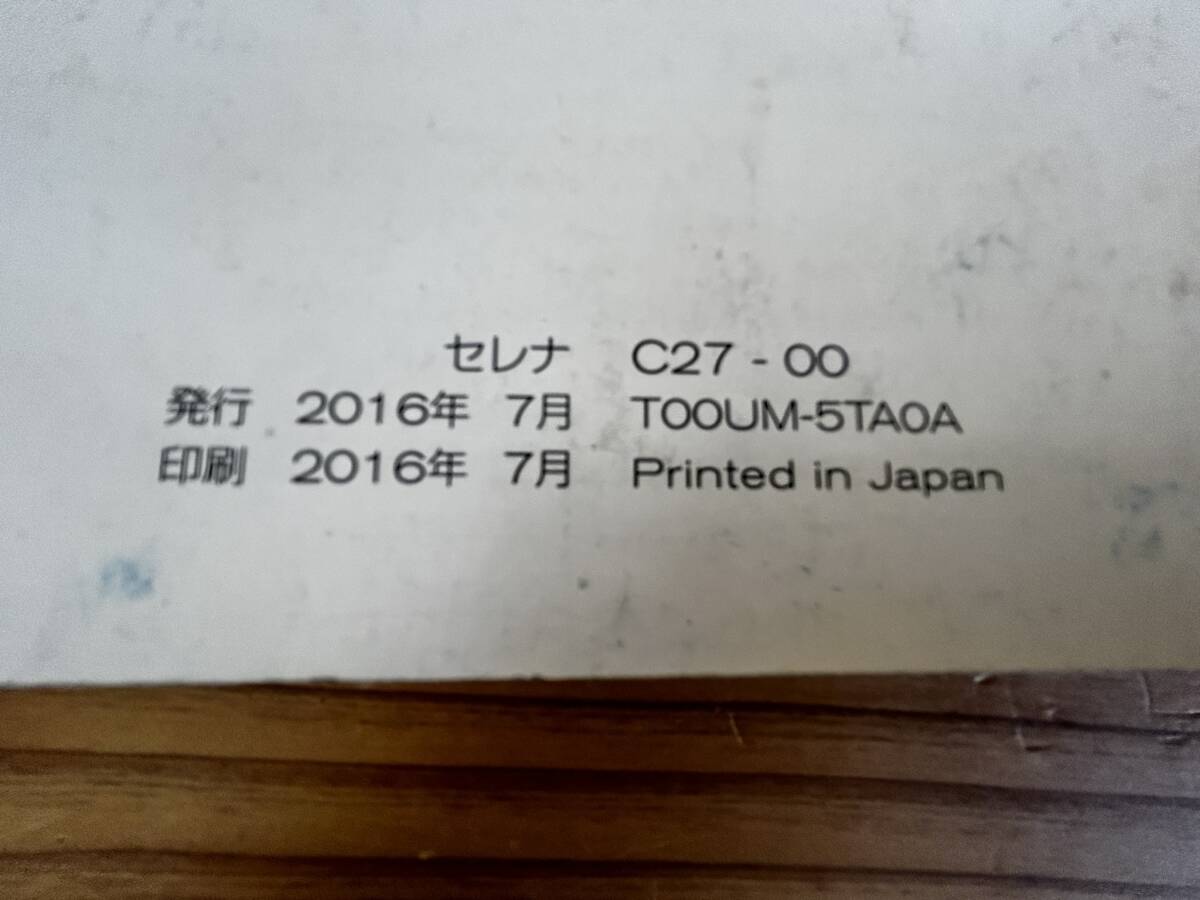 セレナ C27 - 00
発行 2016年 7月 T00UM-5TA0A
印刷 2016年 7月 Printed in Japan